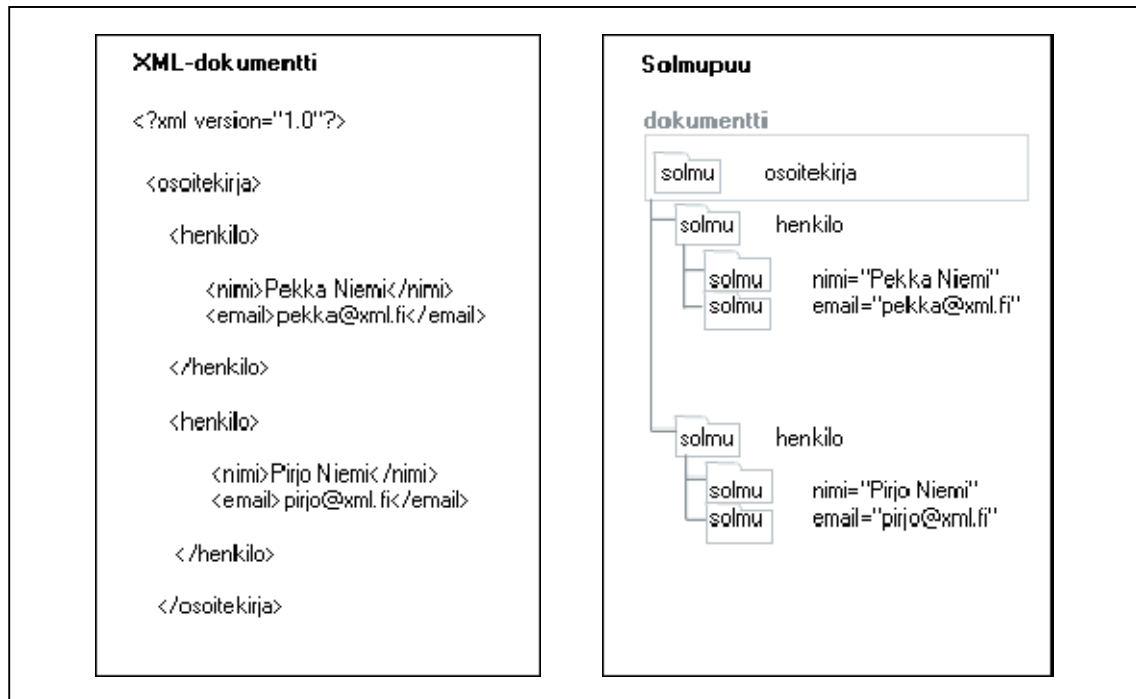 XML-dokumentti
<?xml version="1.0"?>
<osoitekirja>
<henkilo>
<nimi>Pekka Niemi</nimi>
<email>pekka@xml.fi</email>
</henkilo>
<henkilo>
<nimi>Pirjo Niemi</nimi>
<email>pirjo@xml.fi</email>
</henkilo>
</osoitekirja>
Solmupuu
dokumentti
solmu osoitekirja
solmu henkilo
solmu nimi="Pekka Niemi"
solmu email="pekka@xml.fi"
solmu henkilo
solmu nimi="Pirjo Niemi"
solmu email="pirjo@xml.fi"